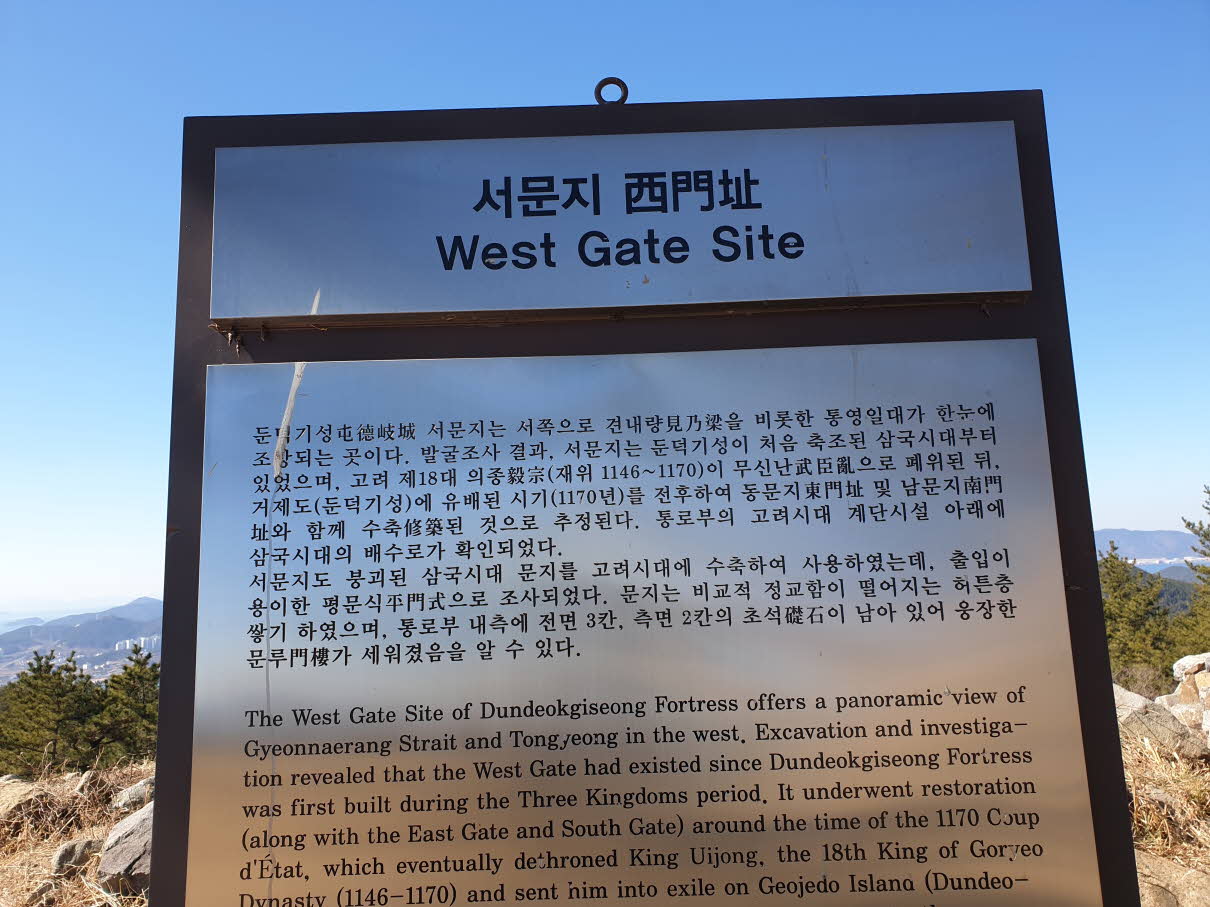 서문지 西門址
West Gate Site
둔덕기성屯德岐城 서문지는 서쪽으로 견내량見乃梁을 비롯한 통영일대가 한눈에
조망되는 곳이다. 발굴조사 결과, 서문지는 둔덕기성이 처음 축조된 삼국시대부터
있었으며, 고려 제18대 의종毅宗(재위 1146~1170)이 무신난武臣亂으로 폐위된 뒤,
거제도(둔덕기성)에 유배된 시기(1170년)를 전후하여 동문지東門址 및 남문지南門
址와 함께 수축修築된 것으로 추정된다. 통로부의 고려시대 계단시설 아래에
삼국시대의 배수로가 확인되었다.
서문지도 붕괴된 삼국시대 문지를 고려시대에 수축하여 사용하였는데, 출입이
용이한 평문식平門式으로 조사되었다. 문지는 비교적 정교함이 떨어지는 허튼층
쌓기 하였으며, 통로부 내측에 전면 3칸, 측면 2칸의 초석礎石이 남아 있어 웅장한
문루門樓가 세워졌음을 알 수 있다.
The West Gate Site of Dundeokgiseong Fortress offers a panoramic view of
Gyeonnaerang Strait and Tongyeong in the west. Excavation and investiga-
tion revealed that the West Gate had existed since Dundeokgiseong Fortress
was first built during the Three Kingdoms period. It underwent restoration
(along with the East Gate and South Gate) around the time of the 1170 Coup
d'État, which eventually dethroned King Uijong, the 18th King of Goryeo
Dynasty (1146-1170) and sent him into exile on Geojedo Island (Dundeo-